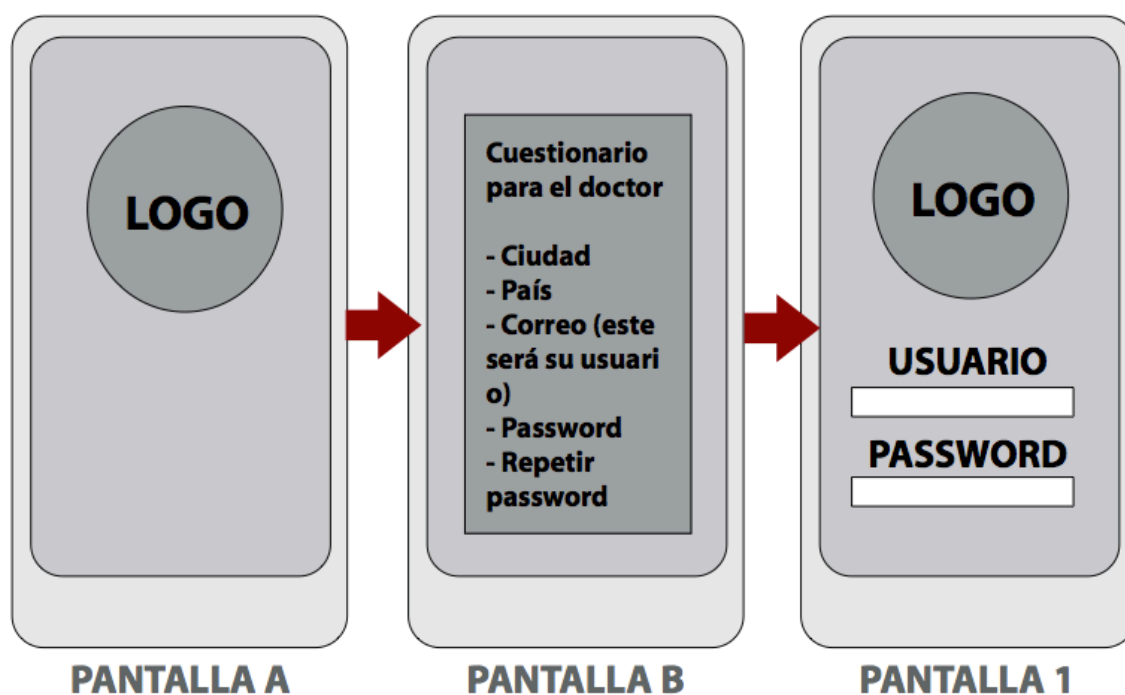 LOGO
PANTALLA A
Cuestionario
para el doctor
- Ciudad
- País
- Correo (este
será su usuari
o)
- Password
- Repetir
password
PANTALLA B
LOGO
USUARIO
PASSWORD
PANTALLA 1